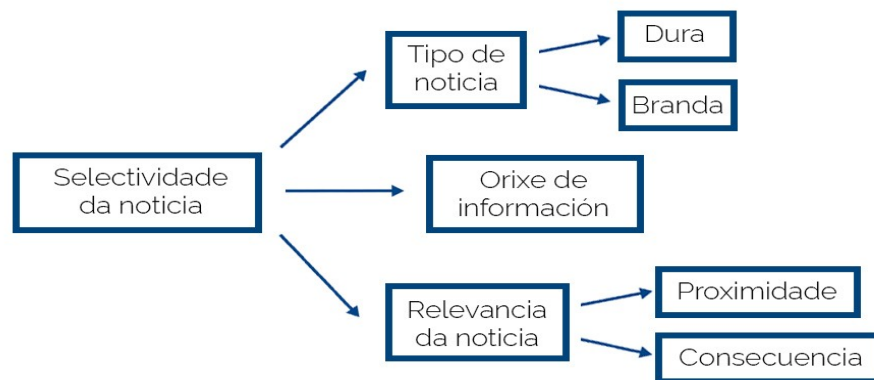 Selectividade
da noticia
Tipo de
noticia
Dura
Branda
Orixe de
información
Relevancia
da noticia
Proximidade
Consecuencia